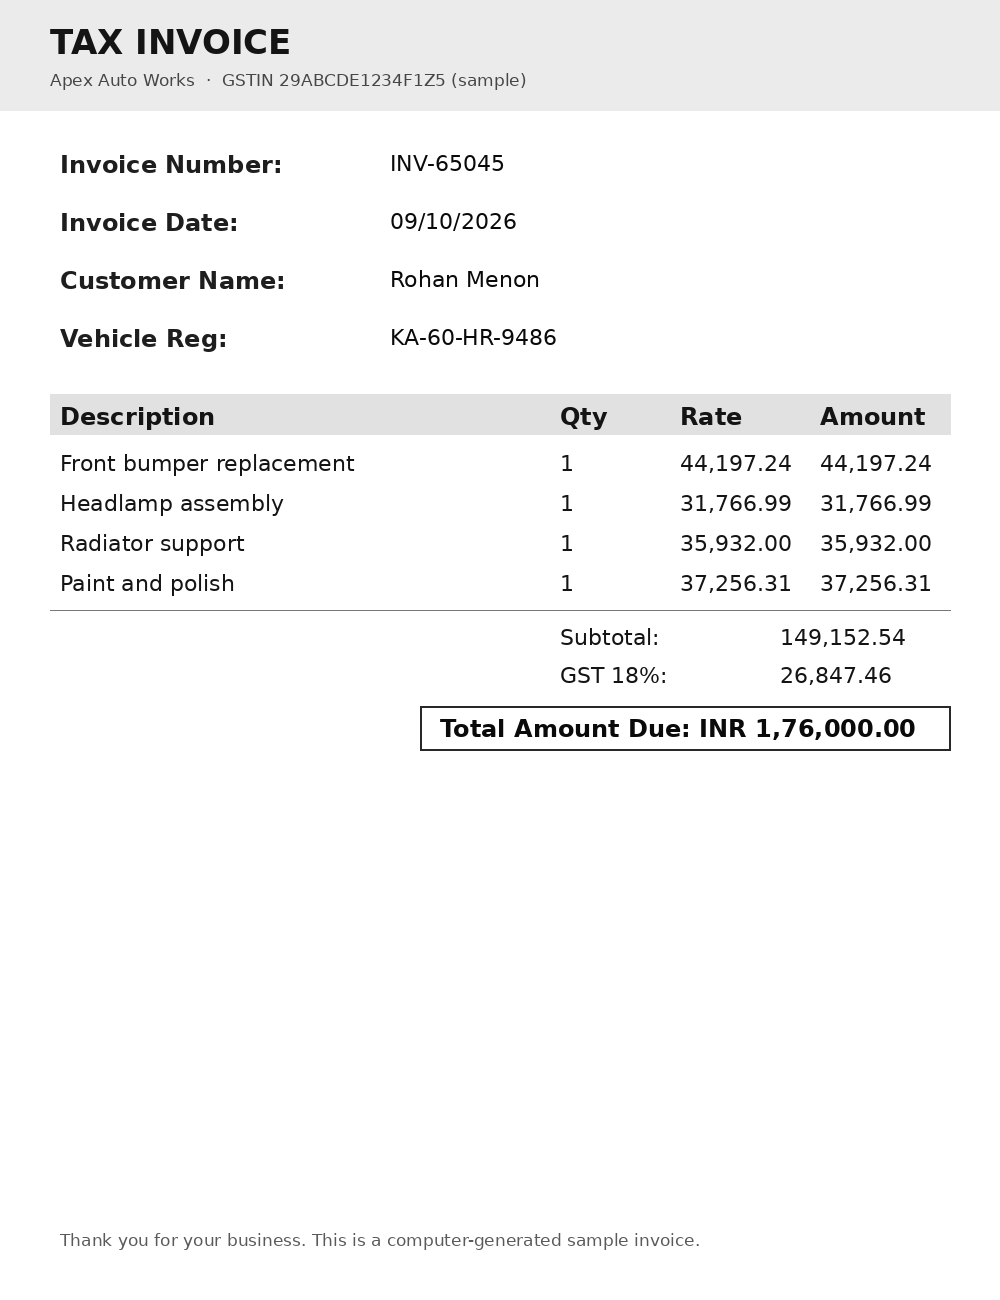 TAX INVOICE
Apex Auto Works · GSTIN 29ABCDE1234F1Z5 (sample)
Invoice Number: INV-65045
Invoice Date: 09/10/2026
Customer Name: Rohan Menon
Vehicle Reg: KA-60-HR-9486
Description Qty Rate Amount
Front bumper replacement 1 44,197.24 44,197.24
Headlamp assembly 1 31,766.99 31,766.99
Radiator support 1 35,932.00 35,932.00
Paint and polish 1 37,256.31 37,256.31
Subtotal: 149,152.54
GST 18%: 26,847.46
Total Amount Due: INR 1,76,000.00
Thank you for your business. This is a computer-generated sample invoice.